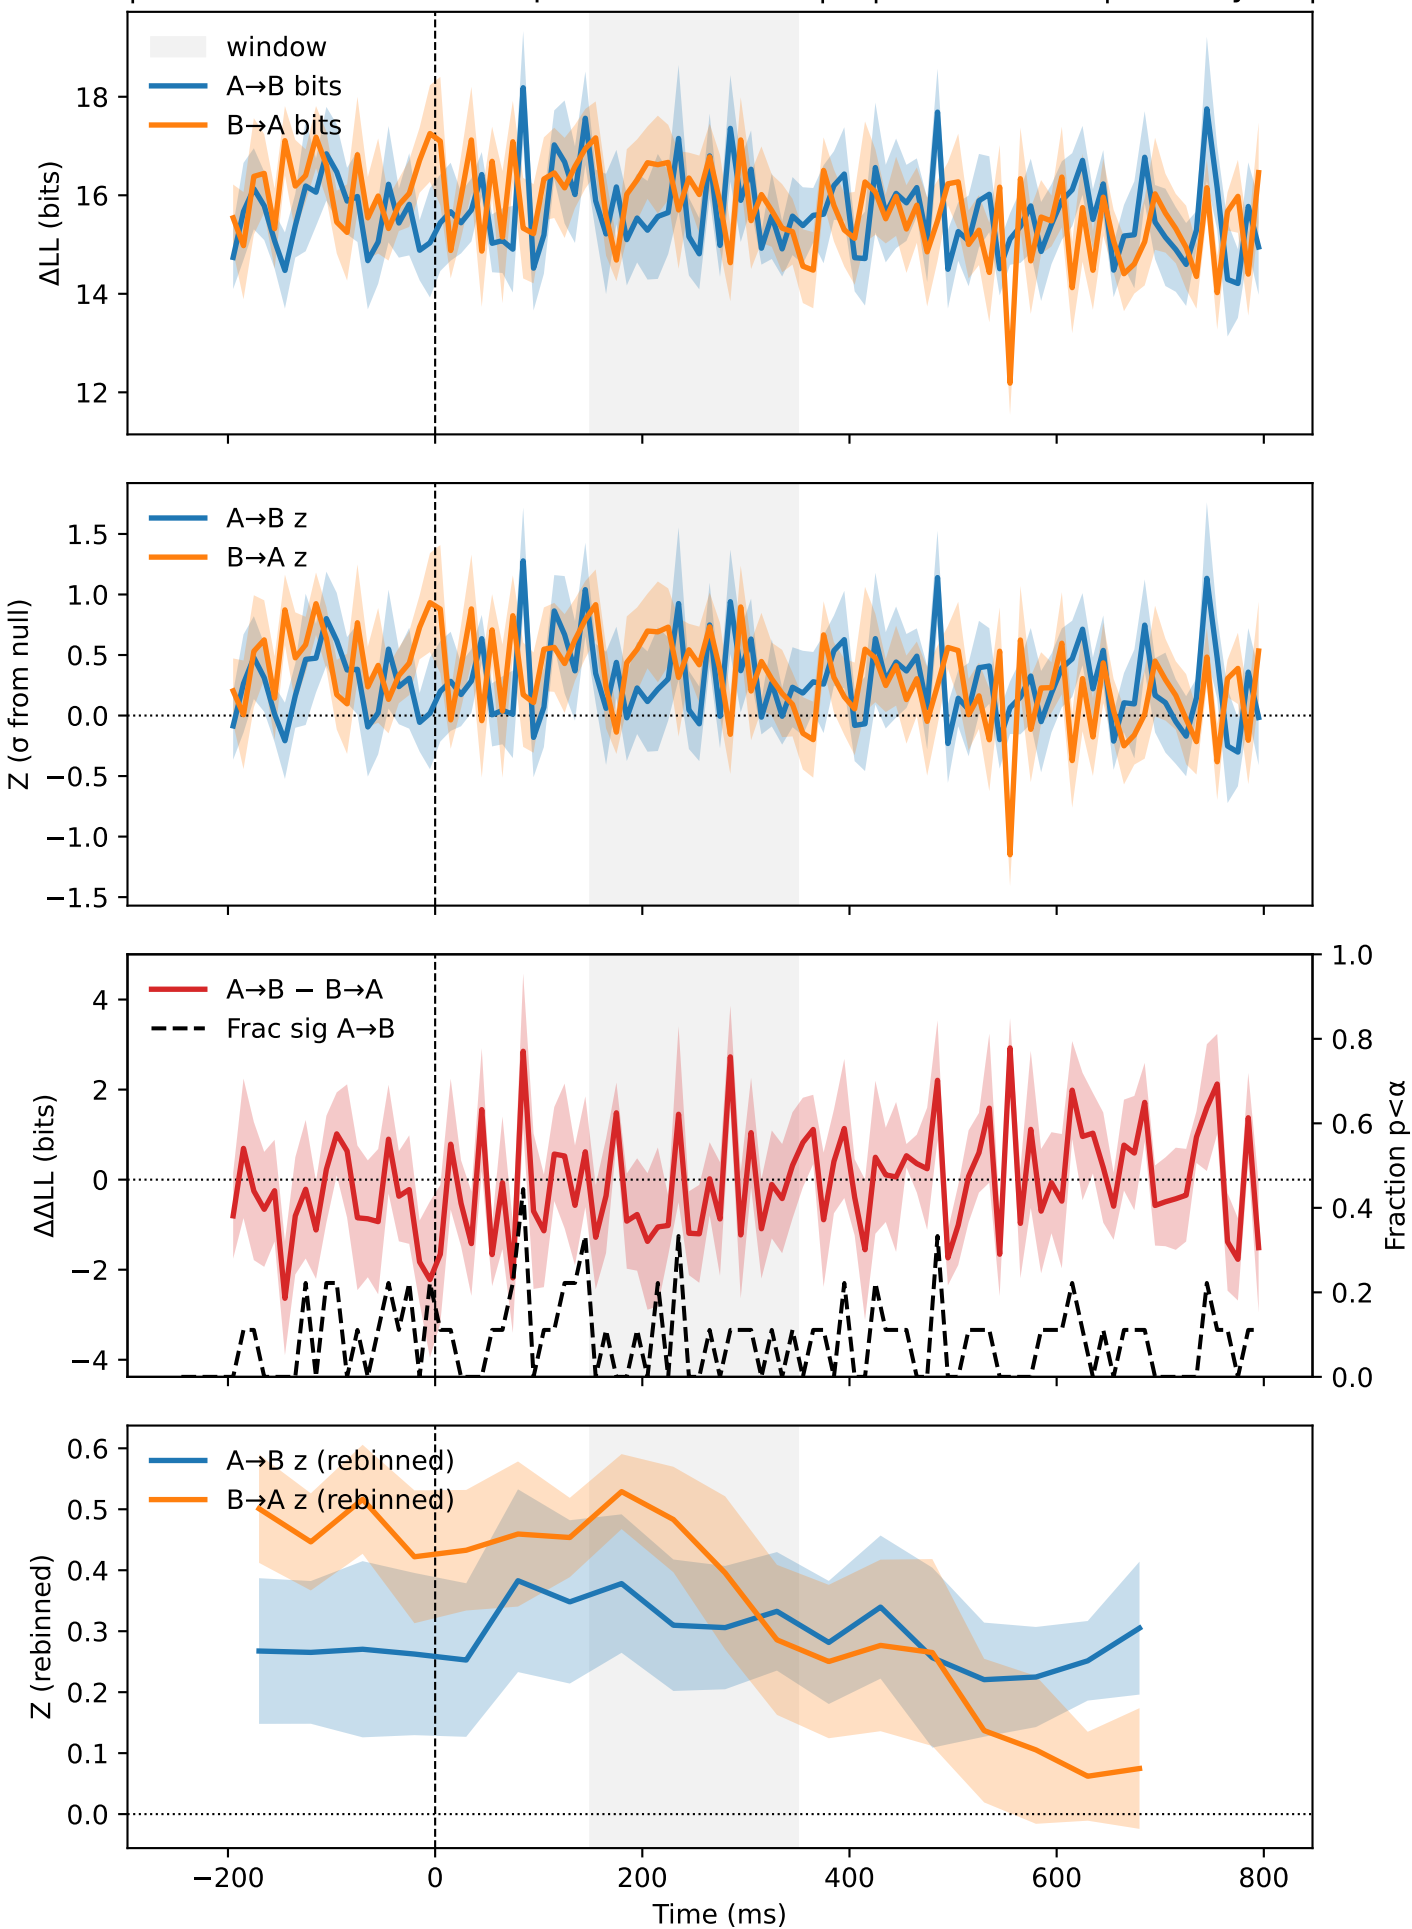 window
A→B bits
B→A bits
18
16
14
12
ΔLL (bits)
A→B z
B→A z
1.5
1.0
0.5
0.0
−0.5
−1.0
−1.5
Z (σ from null)
A→B − B→A
Frac sig A→B
4
2
0
−2
−4
ΔΔLL (bits)
1.0
0.8
0.6
0.4
0.2
0.0
Fraction p<α
A→B z (rebinned)
B→A z (rebinned)
0.6
0.5
0.4
0.3
0.2
0.1
0.0
Z (rebinned)
−200
0
200
400
600
800
Time (ms)